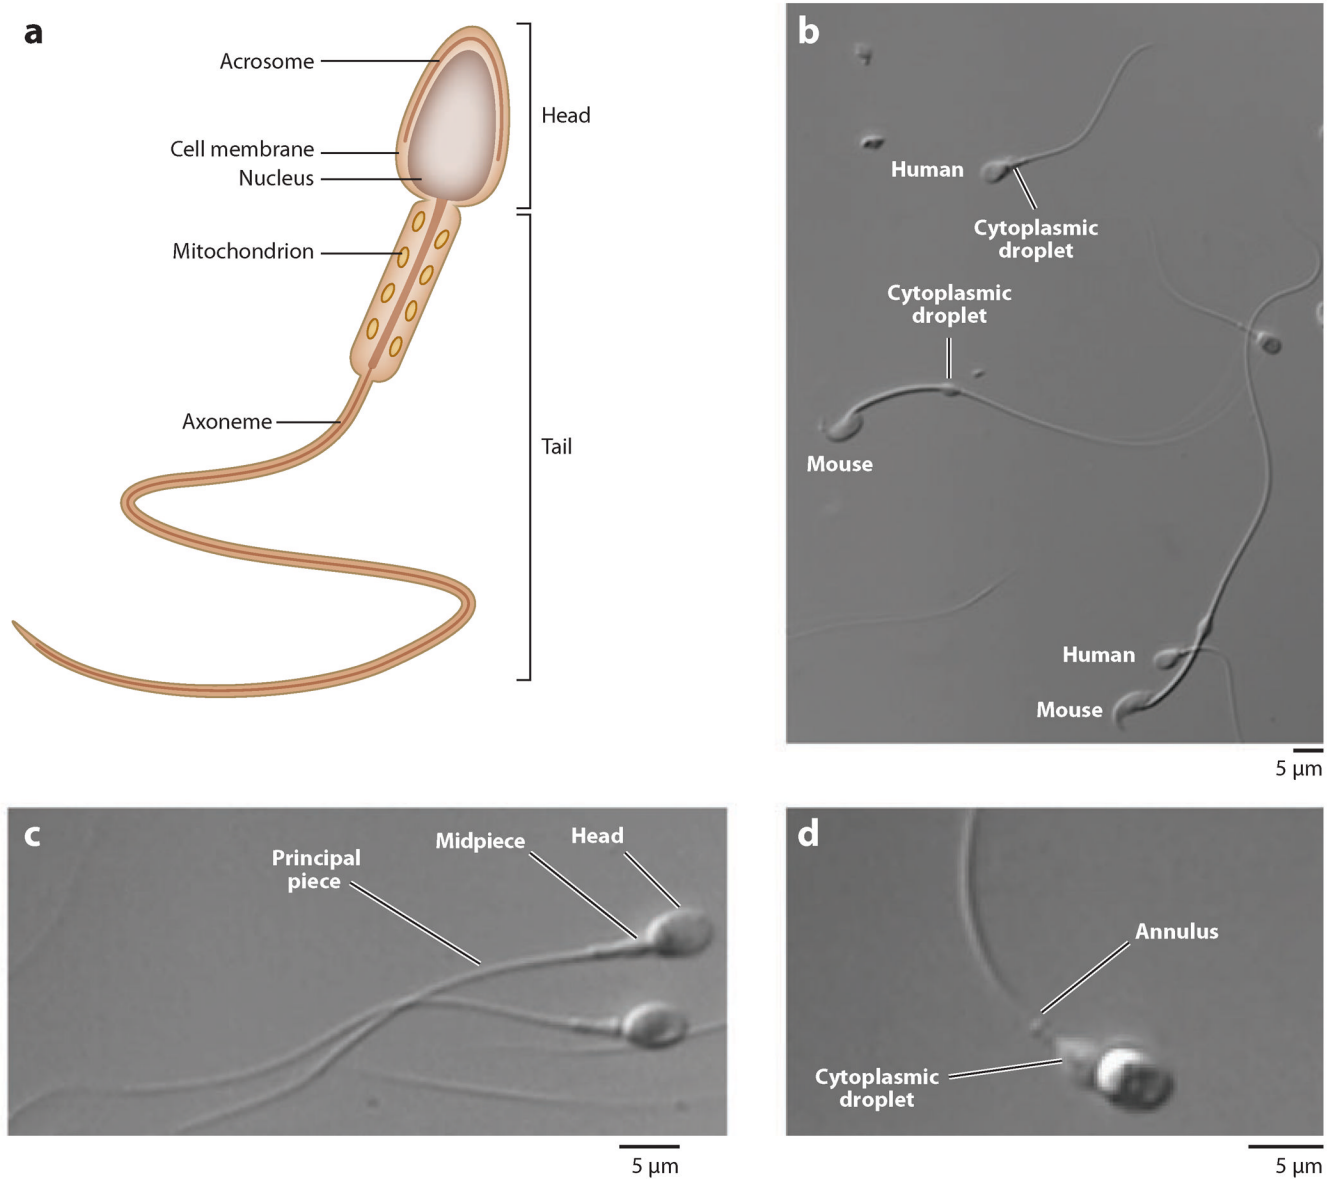 a
Acrosome
Head
Cell membrane
Nucleus
Mitochondrion
Axoneme
Tail
b
Human
Cytoplasmic
droplet
Cytoplasmic
droplet
Mouse
Human
Mouse
5 µm
c
Principal
piece
Midpiece
Head
5 µm
d
Annulus
Cytoplasmic
droplet
5 µm